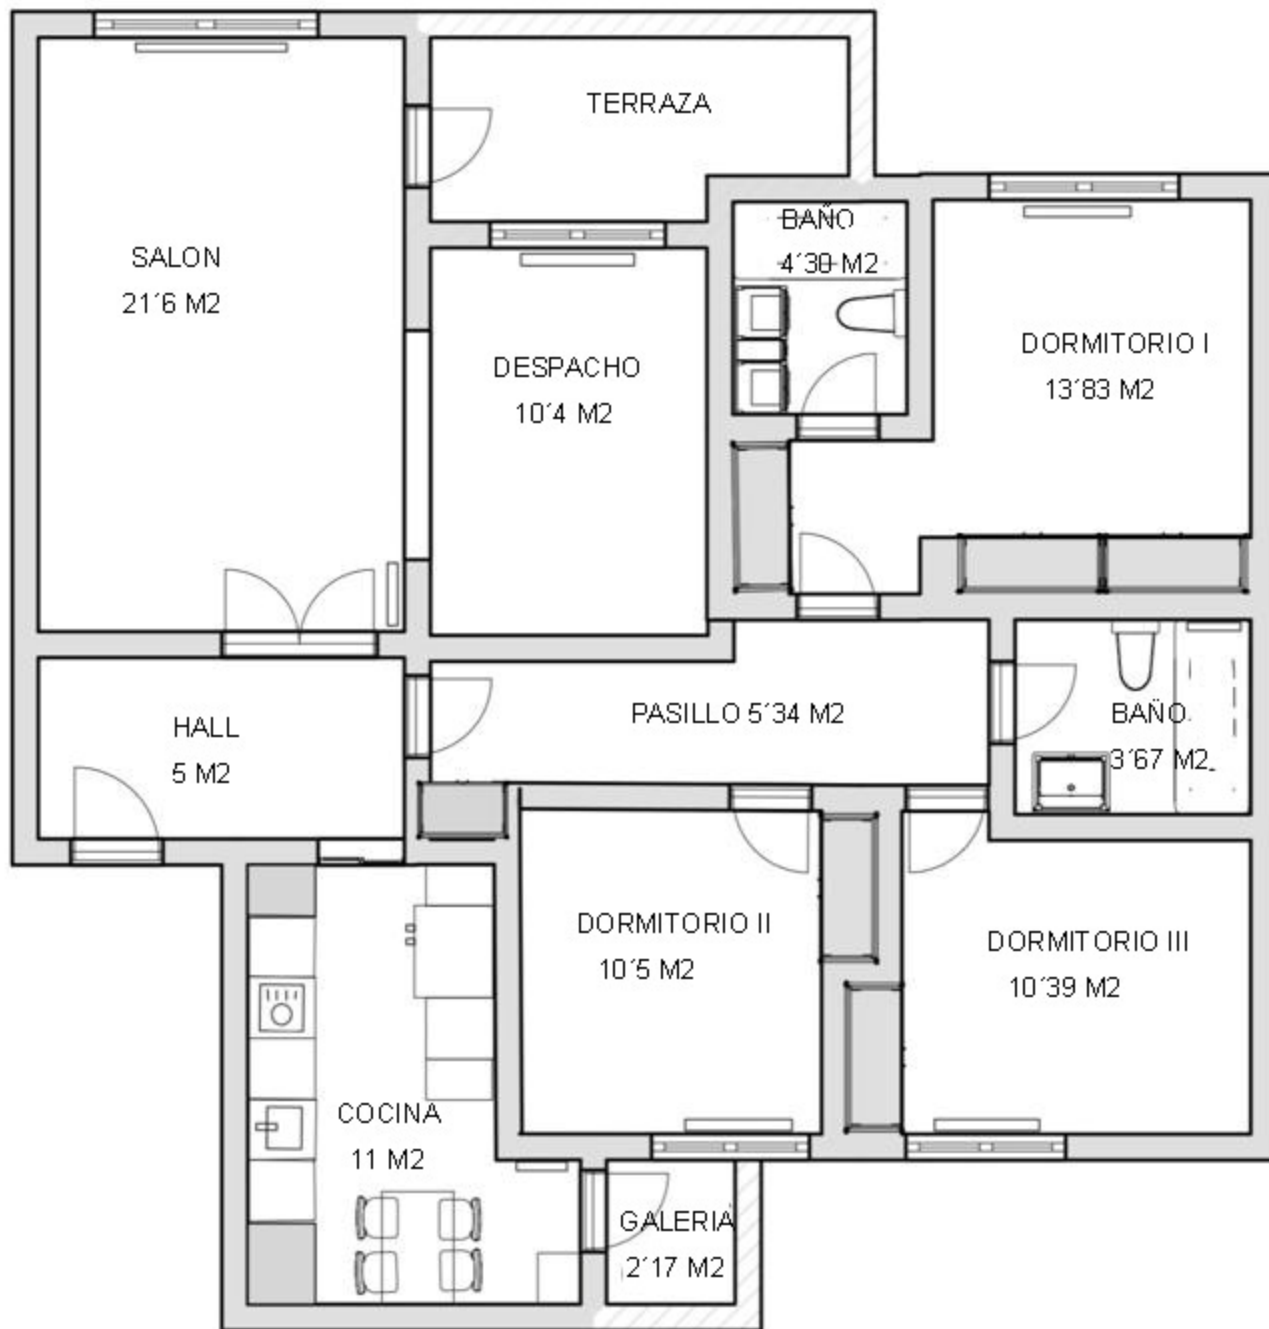 TERRAZA
BAÑO
4´30 M2
SALON
21´6 M2
DORMITORIO I
13´83 M2
DESPACHO
10´4 M2
HALL
5 M2
PASILLO 5´34 M2
BAÑO
3´67 M2
DORMITORIO II
10´5 M2
DORMITORIO III
10´39 M2
COCINA
11 M2
GALERIA
2´17 M2